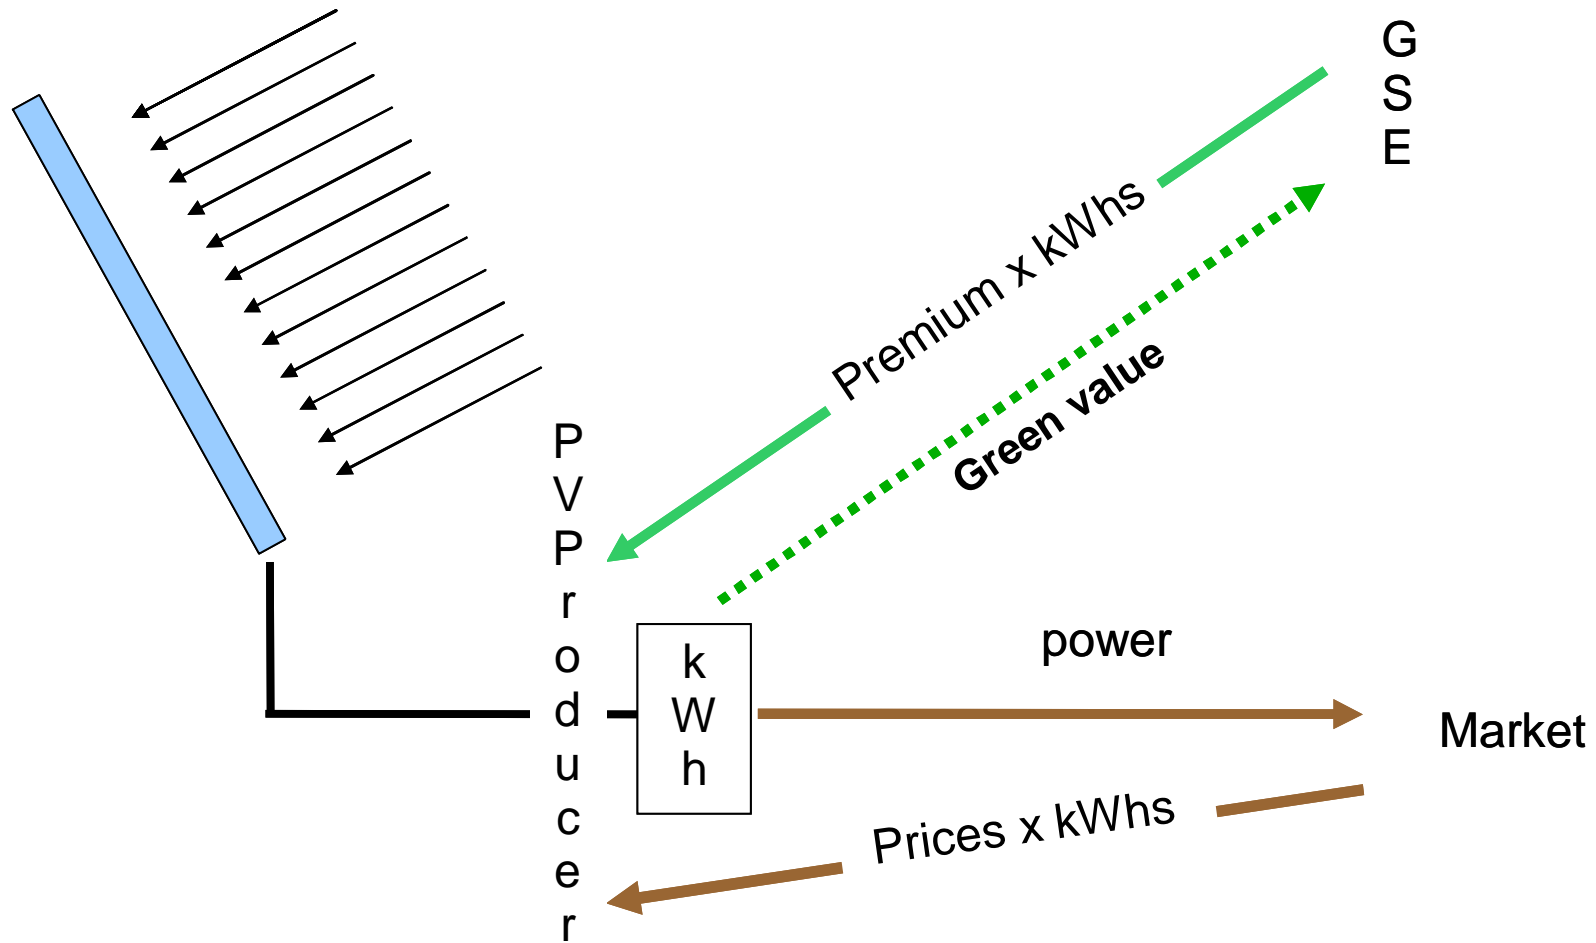 GSE
Premium x kWhs
Green value
PV Producer
kWh
power
Market
Prices x kWhs